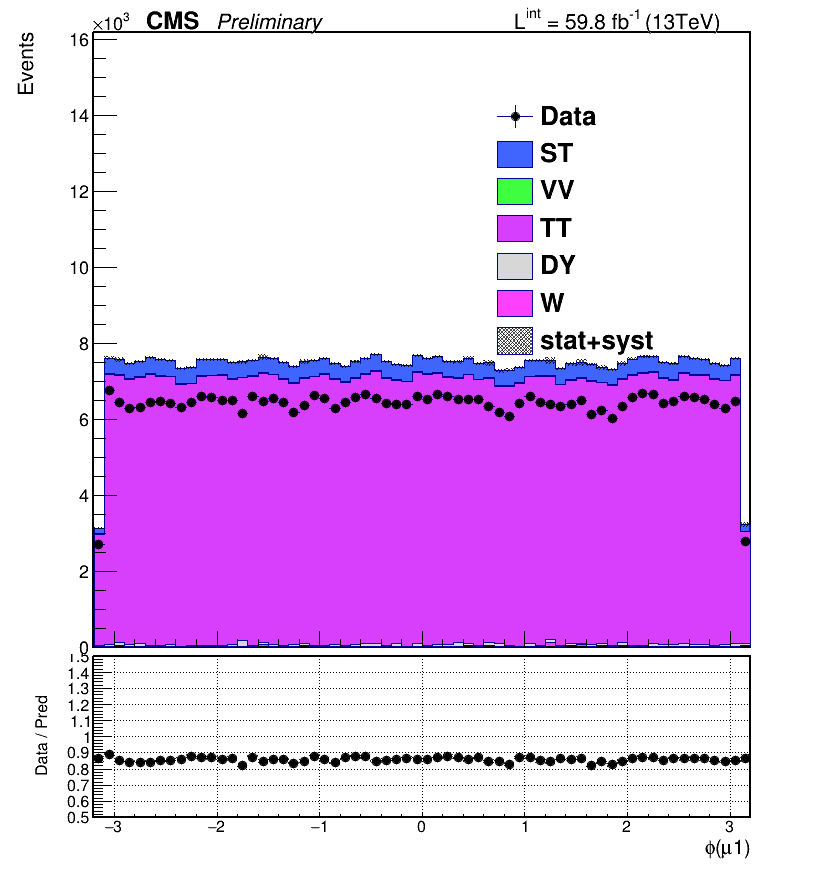 ×10³ CMS Preliminary L^int = 59.8 fb⁻¹ (13TeV)
Events
16
14
12
10
8
6
4
2
0
Data
ST
VV
TT
DY
W
stat+syst
Data / Pred
1.5
1.4
1.3
1.2
1.1
1
0.9
0.8
0.7
0.6
0.5
−3 −2 −1 0 1 2 3
ϕ(μ1)